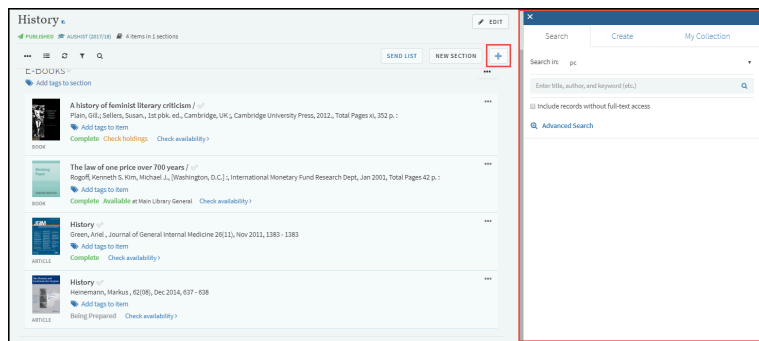 History
EDIT
PUBLISHED AUSHIST (2017/18) 4 items in 1 sections
SEND LIST NEW SECTION +
E-BOOKS
Add tags to section
A history of feminist literary criticism /
Plain, Gill.; Sellers, Susan., 1st pbk. ed., Cambridge, UK ;, Cambridge University Press, 2012., Total Pages xi, 352 p. :
Add tags to item
Complete Check holdings Check availability >
BOOK
The law of one price over 700 years /
Rogoff, Kenneth S. Kim, Michael J., [Washington, D.C.] :, International Monetary Fund Research Dept, Jan 2001, Total Pages 42 p. :
Add tags to item
Complete Available at Main Library General Check availability >
BOOK
History
Green, Ariel , Journal of General Internal Medicine 26(11), Nov 2011, 1383 - 1383
Add tags to item
Complete Check availability >
ARTICLE
History
Heinemann, Markus , 62(08), Dec 2014, 637 - 638
Add tags to item
Being Prepared Check availability >
ARTICLE
Search Create My Collection
Search in: pc
Enter title, author, and keyword (etc.)
Include records without full-text access
Advanced Search